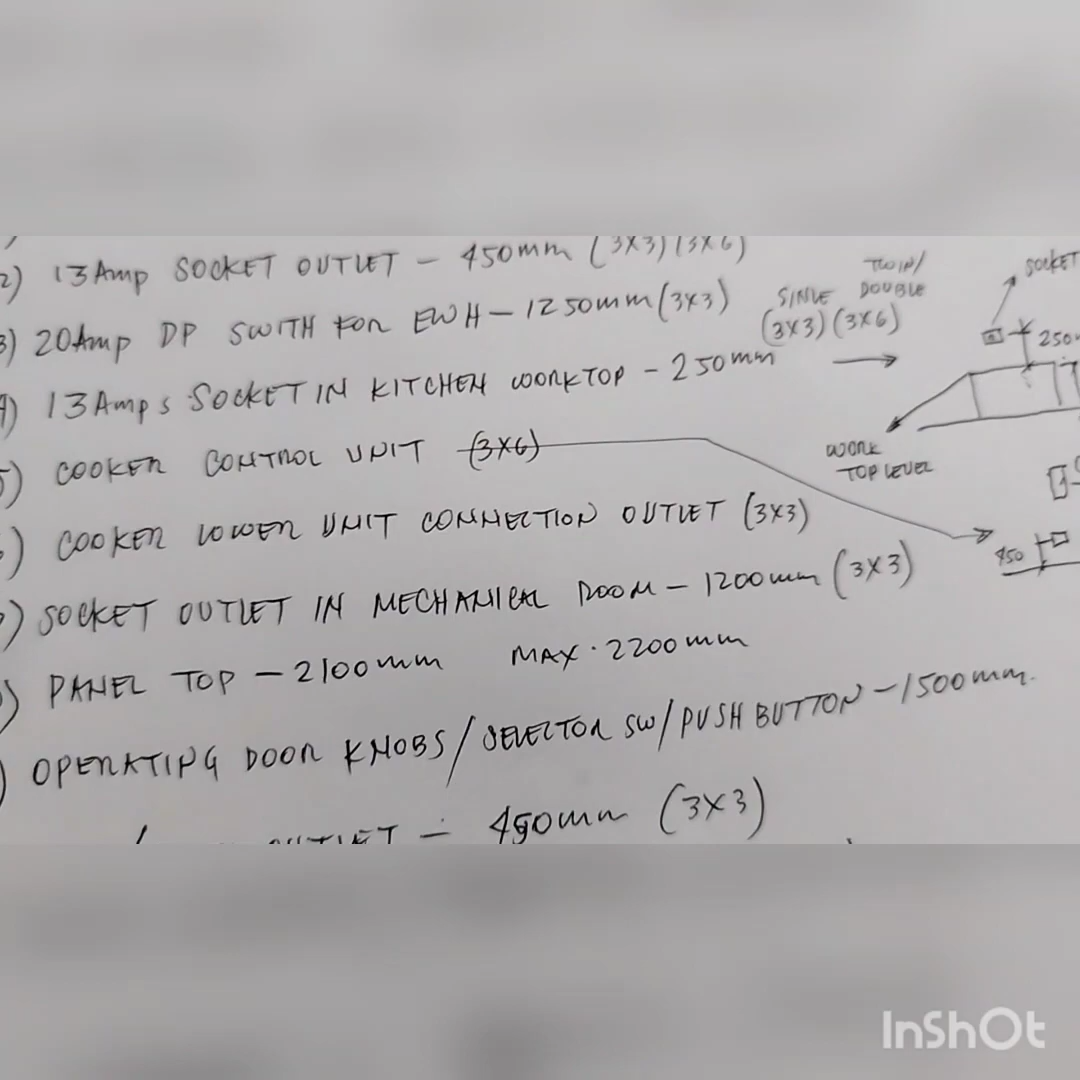 2) 13Amp SOCKET OUTLET - 450mm (3X3)(3X6)
3) 20Amp DP SWITH FOR EWH - 1250mm (3X3)
SINLE TWIN/ DOUBLE
(3X3) (3X6)
SOCKET
250
4) 13Amps SOCKET IN KITCHEN WORKTOP - 250mm
WORK
TOP LEVEL
5) COOKER CONTROL UNIT (3X6)
) COOKER LOWER UNIT CONNECTION OUTLET (3X3)
450
) SOCKET OUTLET IN MECHANICAL ROOM - 1200mm (3X3)
) PANEL TOP - 2100mm MAX. 2200mm
) OPERATING DOOR KNOBS/SELECTOR SW/PUSH BUTTON - 1500mm.
OUTLET - 450mm (3X3)
InShOt